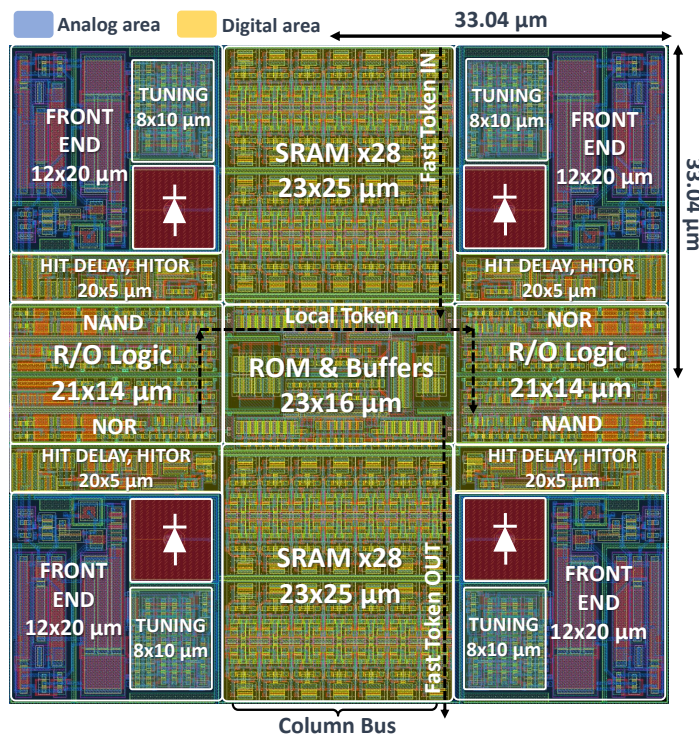 Analog area
Digital area
33.04 µm
33.04 µm
FRONT
END
12x20 µm
TUNING
8x10 µm
SRAM x28
23x25 µm
Fast Token IN
TUNING
8x10 µm
FRONT
END
12x20 µm
HIT DELAY, HITOR
20x5 µm
HIT DELAY, HITOR
20x5 µm
NAND
R/O Logic
21x14 µm
NOR
Local Token
ROM & Buffers
23x16 µm
NOR
R/O Logic
21x14 µm
NAND
HIT DELAY, HITOR
20x5 µm
HIT DELAY, HITOR
20x5 µm
FRONT
END
12x20 µm
TUNING
8x10 µm
SRAM x28
23x25 µm
Fast Token OUT
TUNING
8x10 µm
FRONT
END
12x20 µm
Column Bus